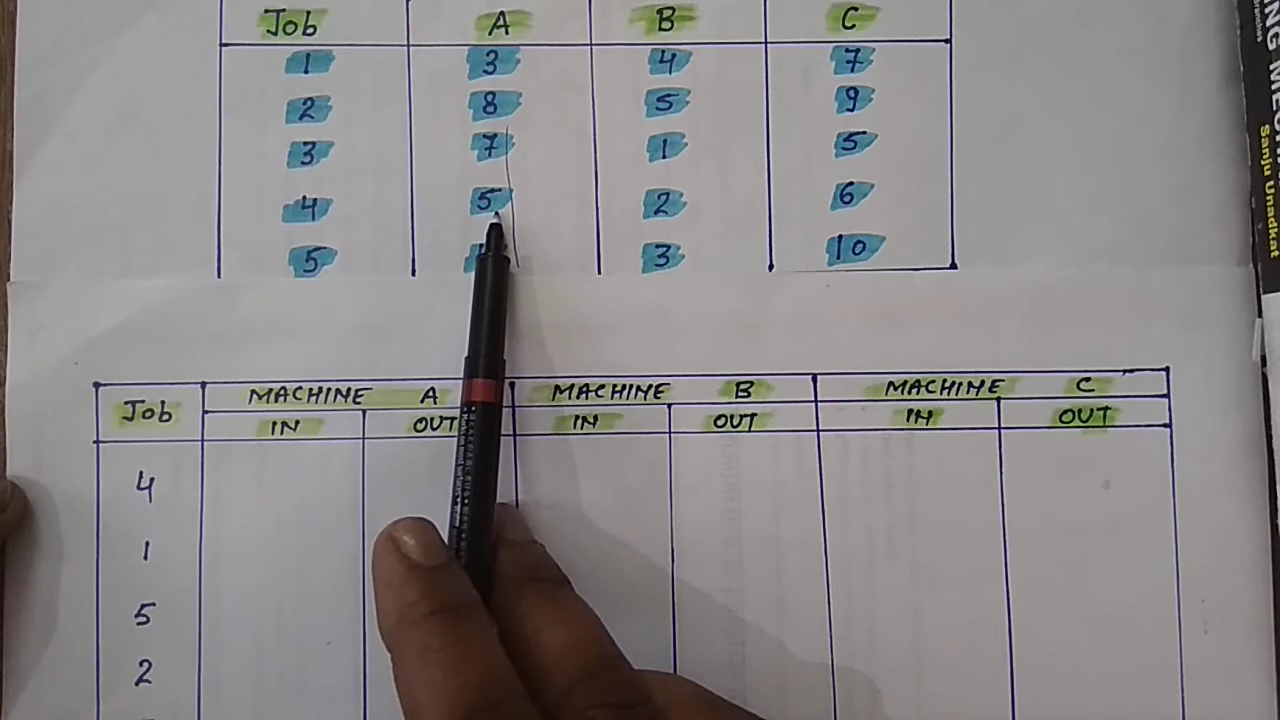 Job A B C
1 3 4 7
2 8 5 9
3 7 1 5
4 5 2 6
5 3 10
Job MACHINE A MACHINE B MACHINE C
IN OUT IN OUT IN OUT
4
1
5
2
Sanju Unadkat